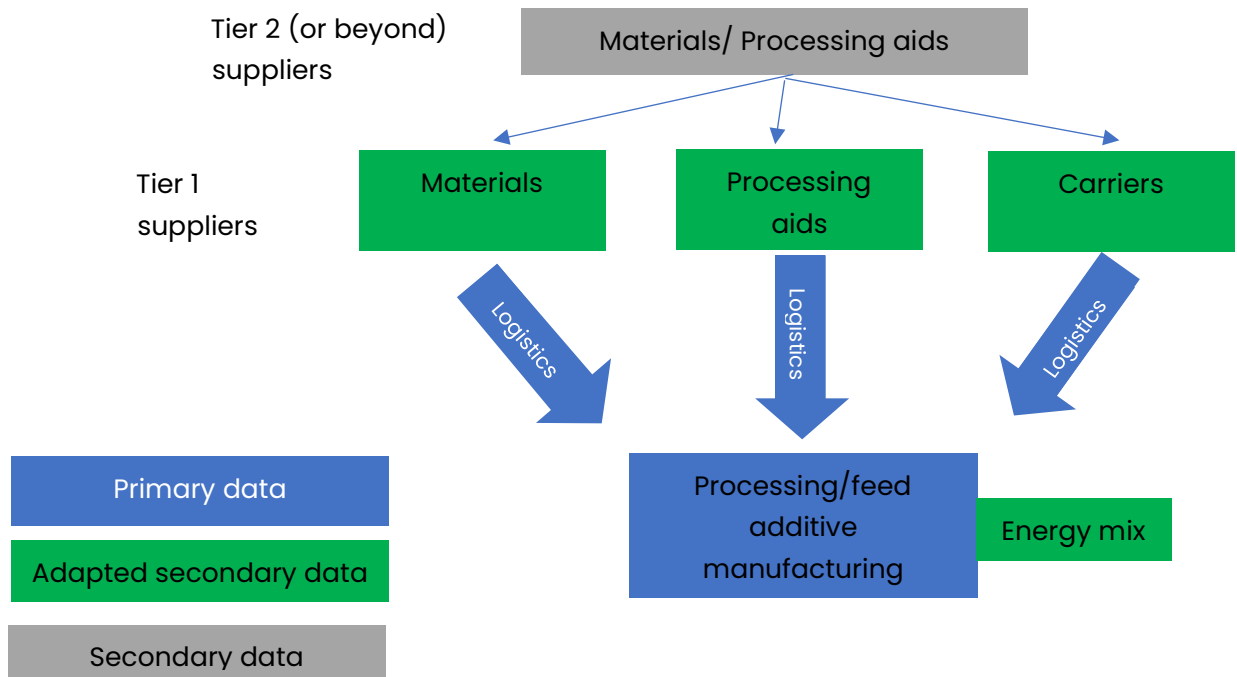 Tier 2 (or beyond)
suppliers
Materials/ Processing aids
Tier 1
suppliers
Materials
Processing
aids
Carriers
Logistics
Logistics
Logistics
Processing/feed
additive
manufacturing
Energy mix
Primary data
Adapted secondary data
Secondary data